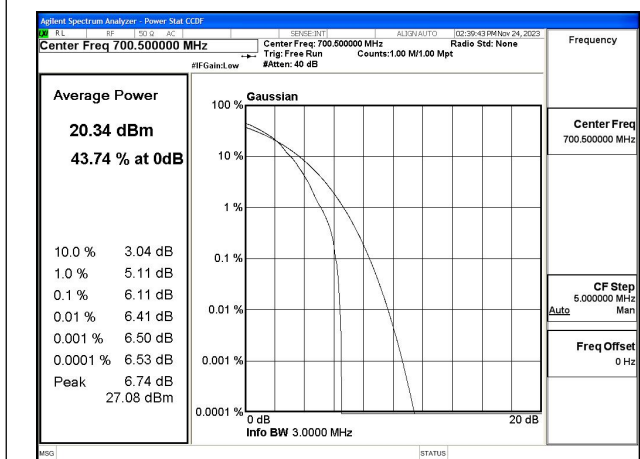 Agilent Spectrum Analyzer - Power Stat CCDF
LXI RL RF 50 Ω AC SENSE:INT ALIGN AUTO 02:39:43 PM Nov 24, 2023
Center Freq 700.500000 MHz
Center Freq: 700.500000 MHz Radio Std: None
Trig: Free Run Counts:1.00 M/1.00 Mpt
#IFGain:Low #Atten: 40 dB
Frequency
Average Power
20.34 dBm
43.74 % at 0dB
10.0 % 3.04 dB
1.0 % 5.11 dB
0.1 % 6.11 dB
0.01 % 6.41 dB
0.001 % 6.50 dB
0.0001 % 6.53 dB
Peak 6.74 dB
27.08 dBm
Gaussian
100 %
10 %
1 %
0.1 %
0.01 %
0.001 %
0.0001 %
0 dB 20 dB
Info BW 3.0000 MHz
Center Freq
700.500000 MHz
CF Step
5.000000 MHz
Auto Man
Freq Offset
0 Hz
MSG STATUS